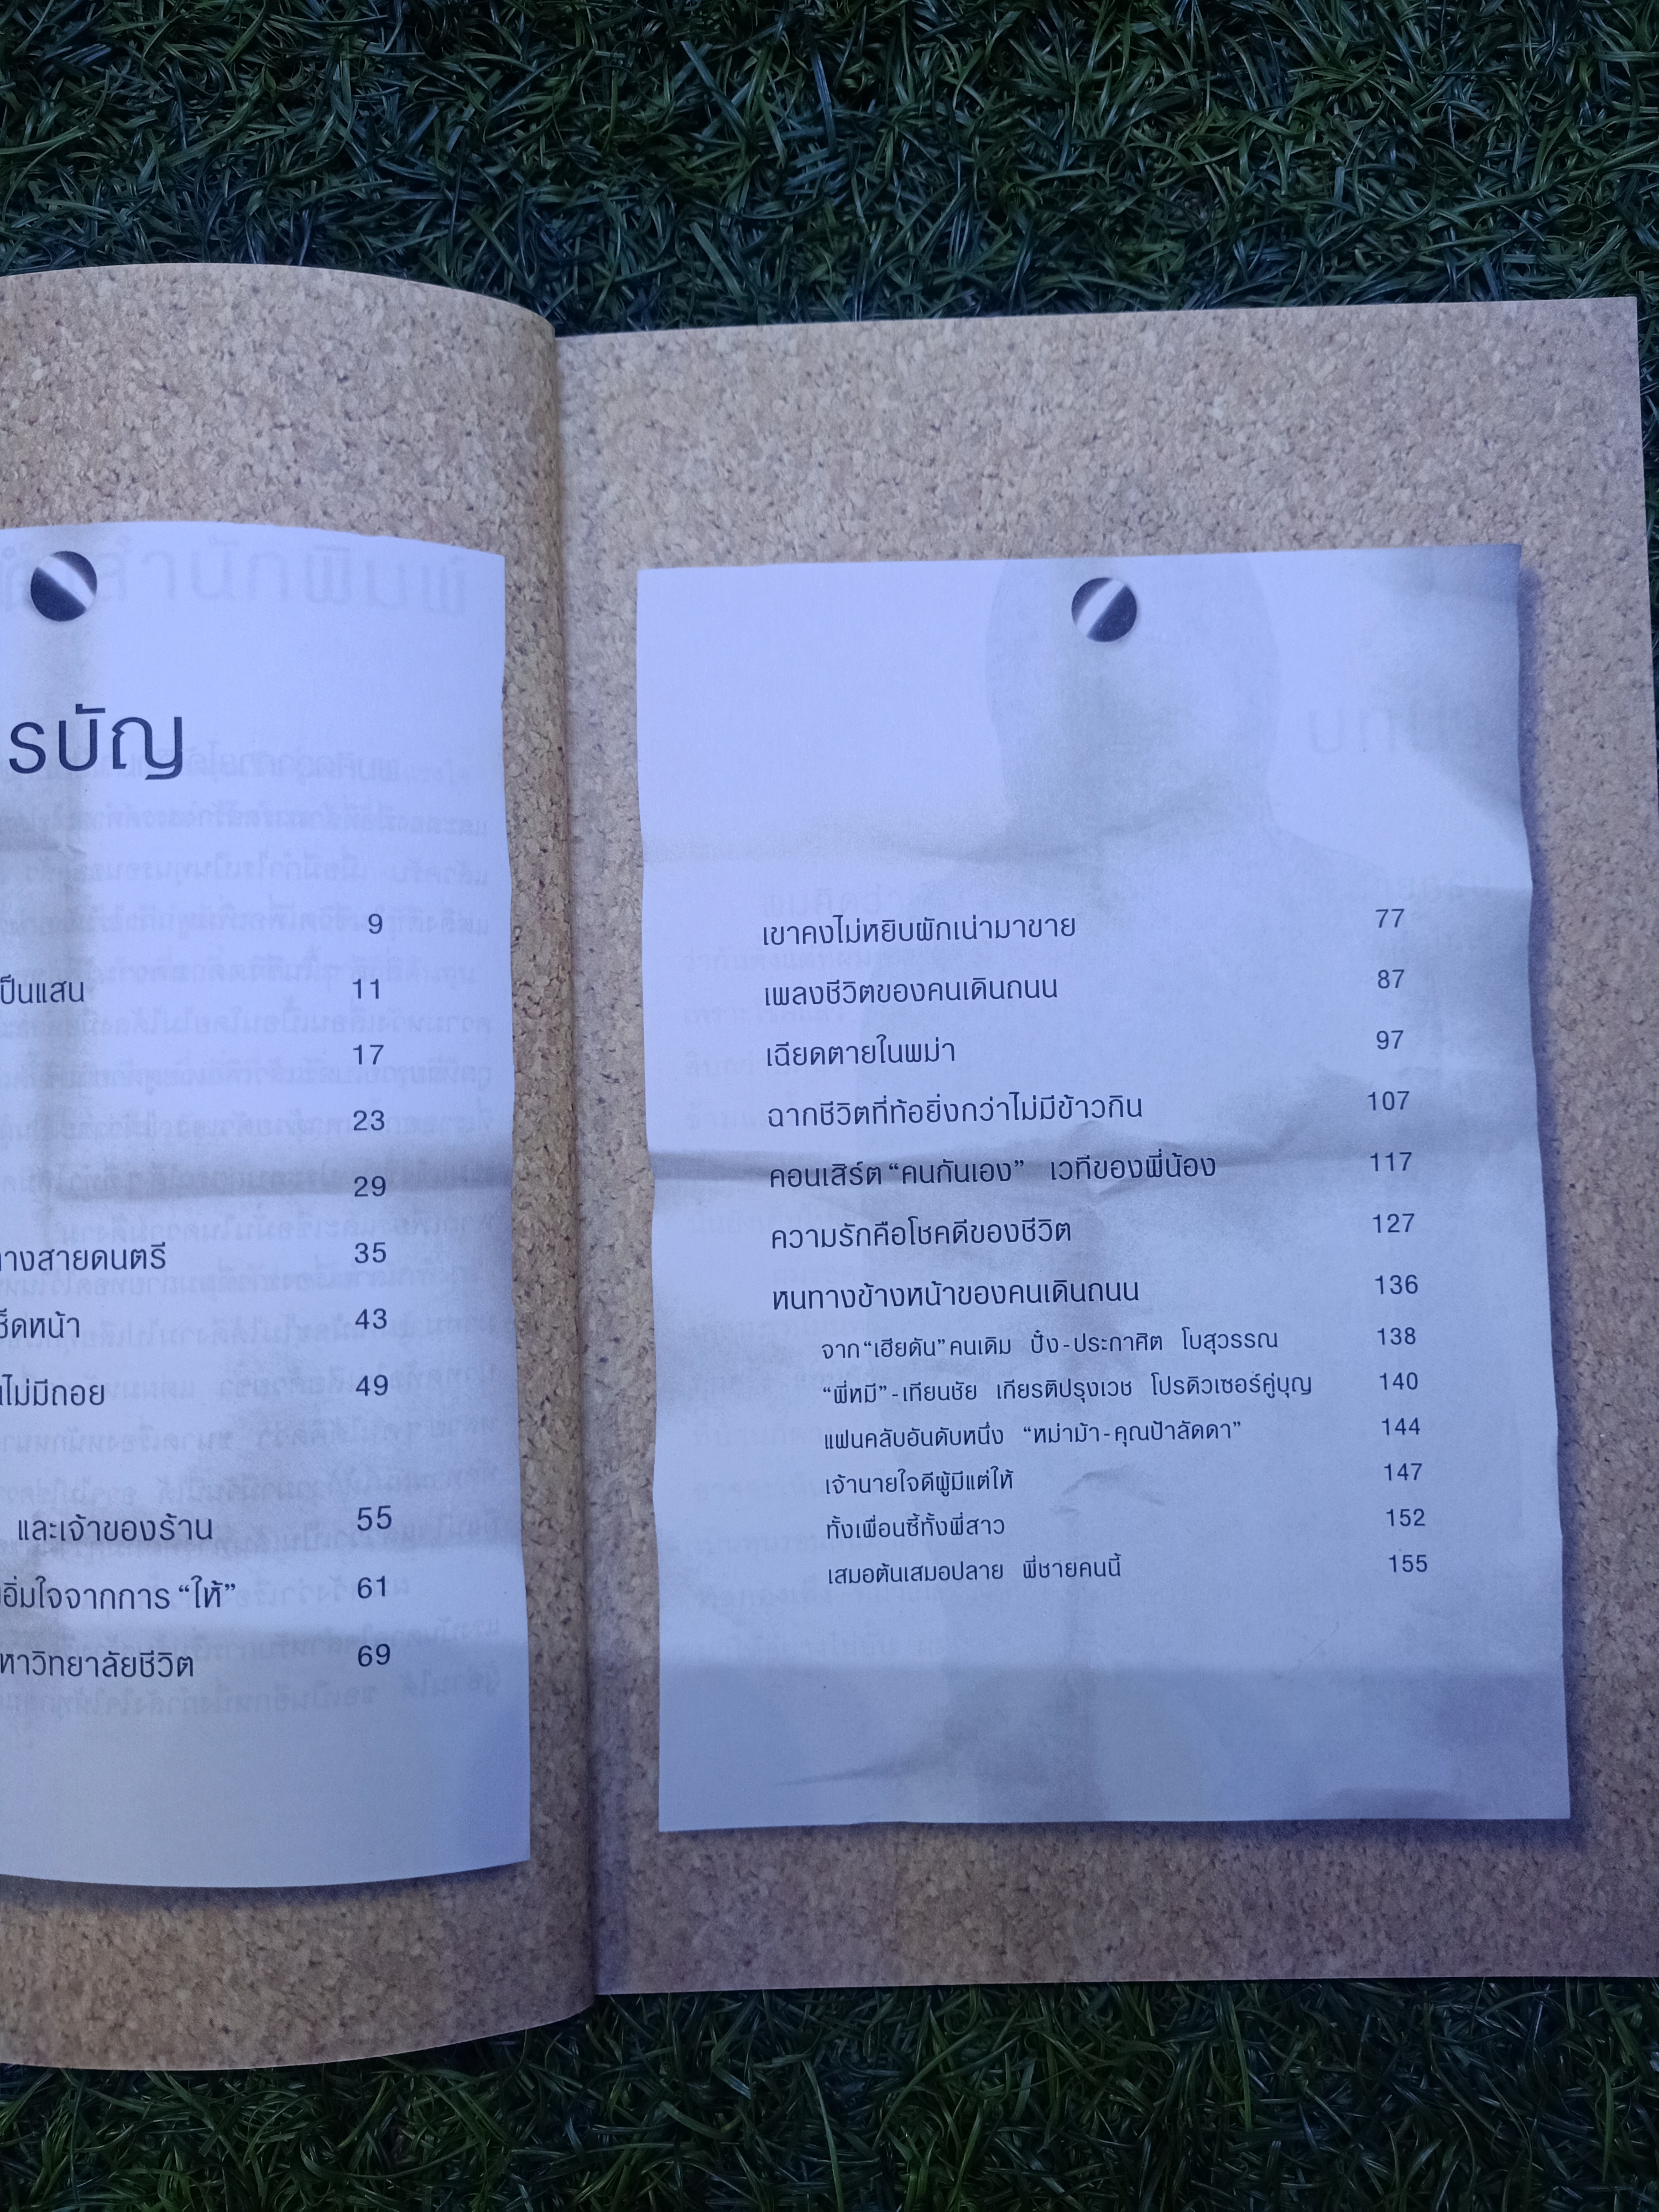 รบัญ
9
ป็นแสน 11
17
23
29
างสายดนตรี 35
ช็ดหน้า 43
ไม่มีถอย 49
และเจ้าของร้าน 55
อิ่มใจจากการ “ให้” 61
หาวิทยาลัยชีวิต 69
เขาคงไม่หยิบผักเน่ามาขาย 77
เพลงชีวิตของคนเดินถนน 87
เฉียดตายในพม่า 97
ฉากชีวิตที่ท้อยิ่งกว่าไม่มีข้าวกิน 107
คอนเสิร์ต “คนกันเอง” เวทีของพี่น้อง 117
ความรักคือโชคดีของชีวิต 127
หนทางข้างหน้าของคนเดินถนน 136
จาก “เฮียดัน” คนเดิม ปั๋ง-ประกาศิต โบสุวรรณ 138
“พี่หมี”-เทียนชัย เกียรติปรุงเวช โปรดิวเซอร์คู่บุญ 140
แฟนคลับอันดับหนึ่ง “หม่าม้า-คุณป้าลัดดา” 144
เจ้านายใจดีผู้มีแต่ให้ 147
ทั้งเพื่อนซี้ทั้งพี่สาว 152
เสมอต้นเสมอปลาย พี่ชายคนนี้ 155